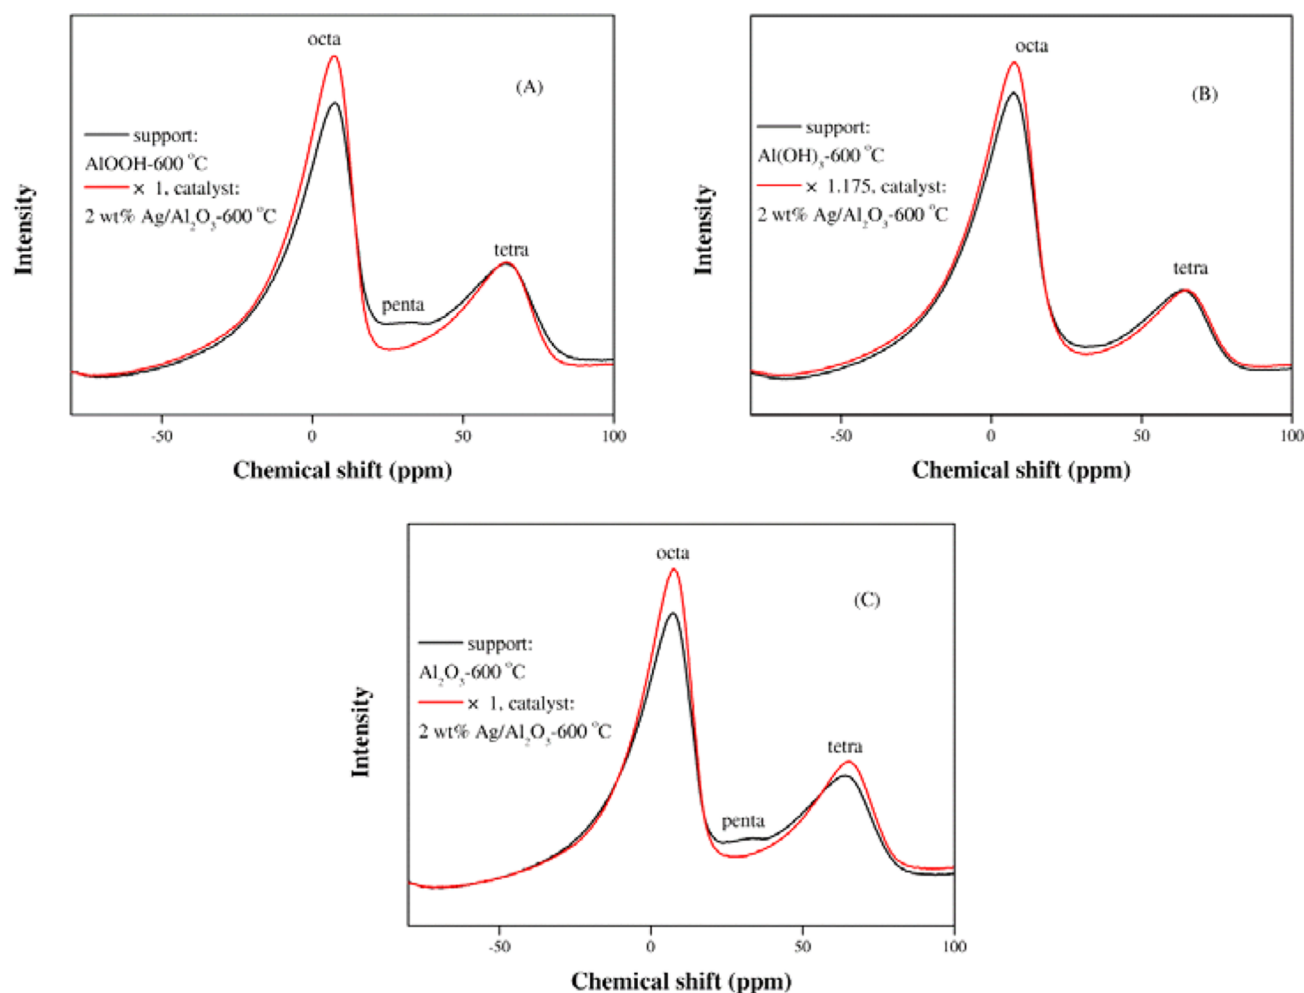 octa
(A)
support:
AlOOH-600 °C
× 1, catalyst:
2 wt% Ag/Al₂O₃-600 °C
tetra
penta
Intensity
-50 0 50 100
Chemical shift (ppm)
octa
(B)
support:
Al(OH)₃-600 °C
× 1.175, catalyst:
2 wt% Ag/Al₂O₃-600 °C
tetra
Intensity
-50 0 50 100
Chemical shift (ppm)
octa
(C)
support:
Al₂O₃-600 °C
× 1, catalyst:
2 wt% Ag/Al₂O₃-600 °C
tetra
penta
Intensity
-50 0 50 100
Chemical shift (ppm)